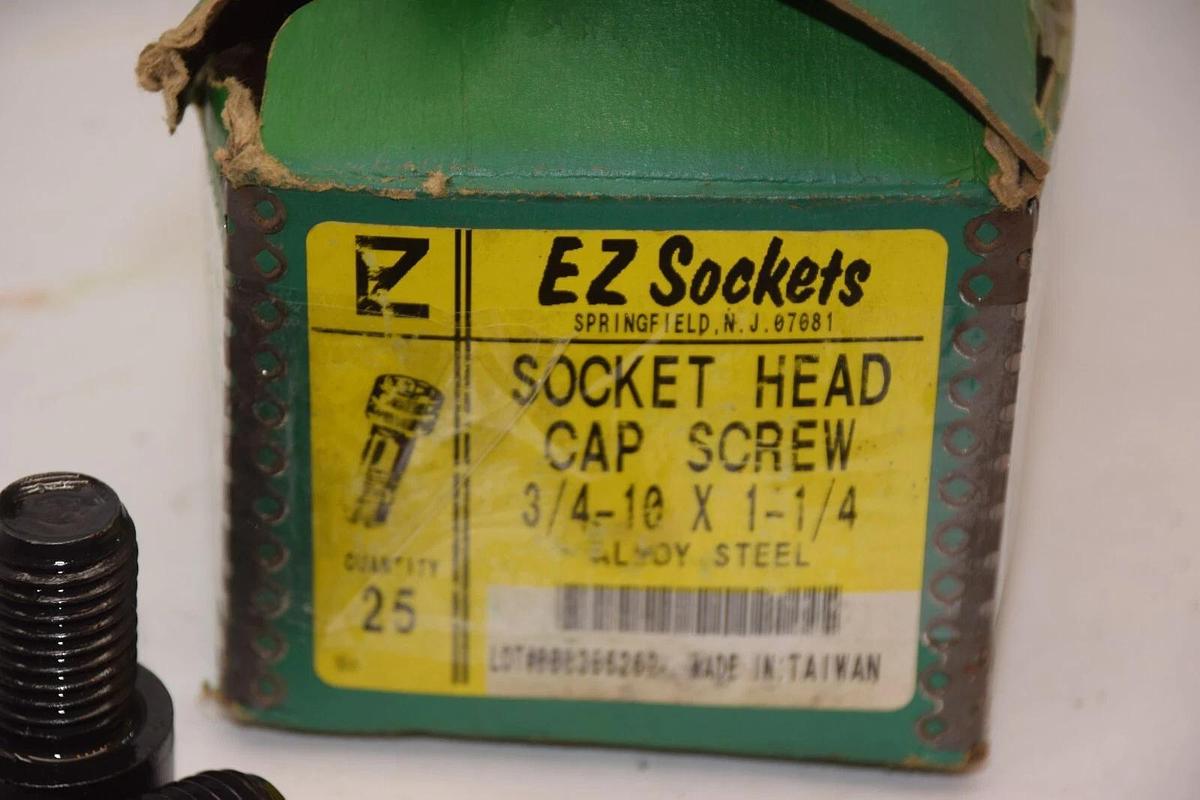 EZ
EZ Sockets
SPRINGFIELD, N.J. 07081
SOCKET HEAD
CAP SCREW
3/4-10 X 1-1/4
ALLOY STEEL
QUANTITY
25
MADE IN: TAIWAN